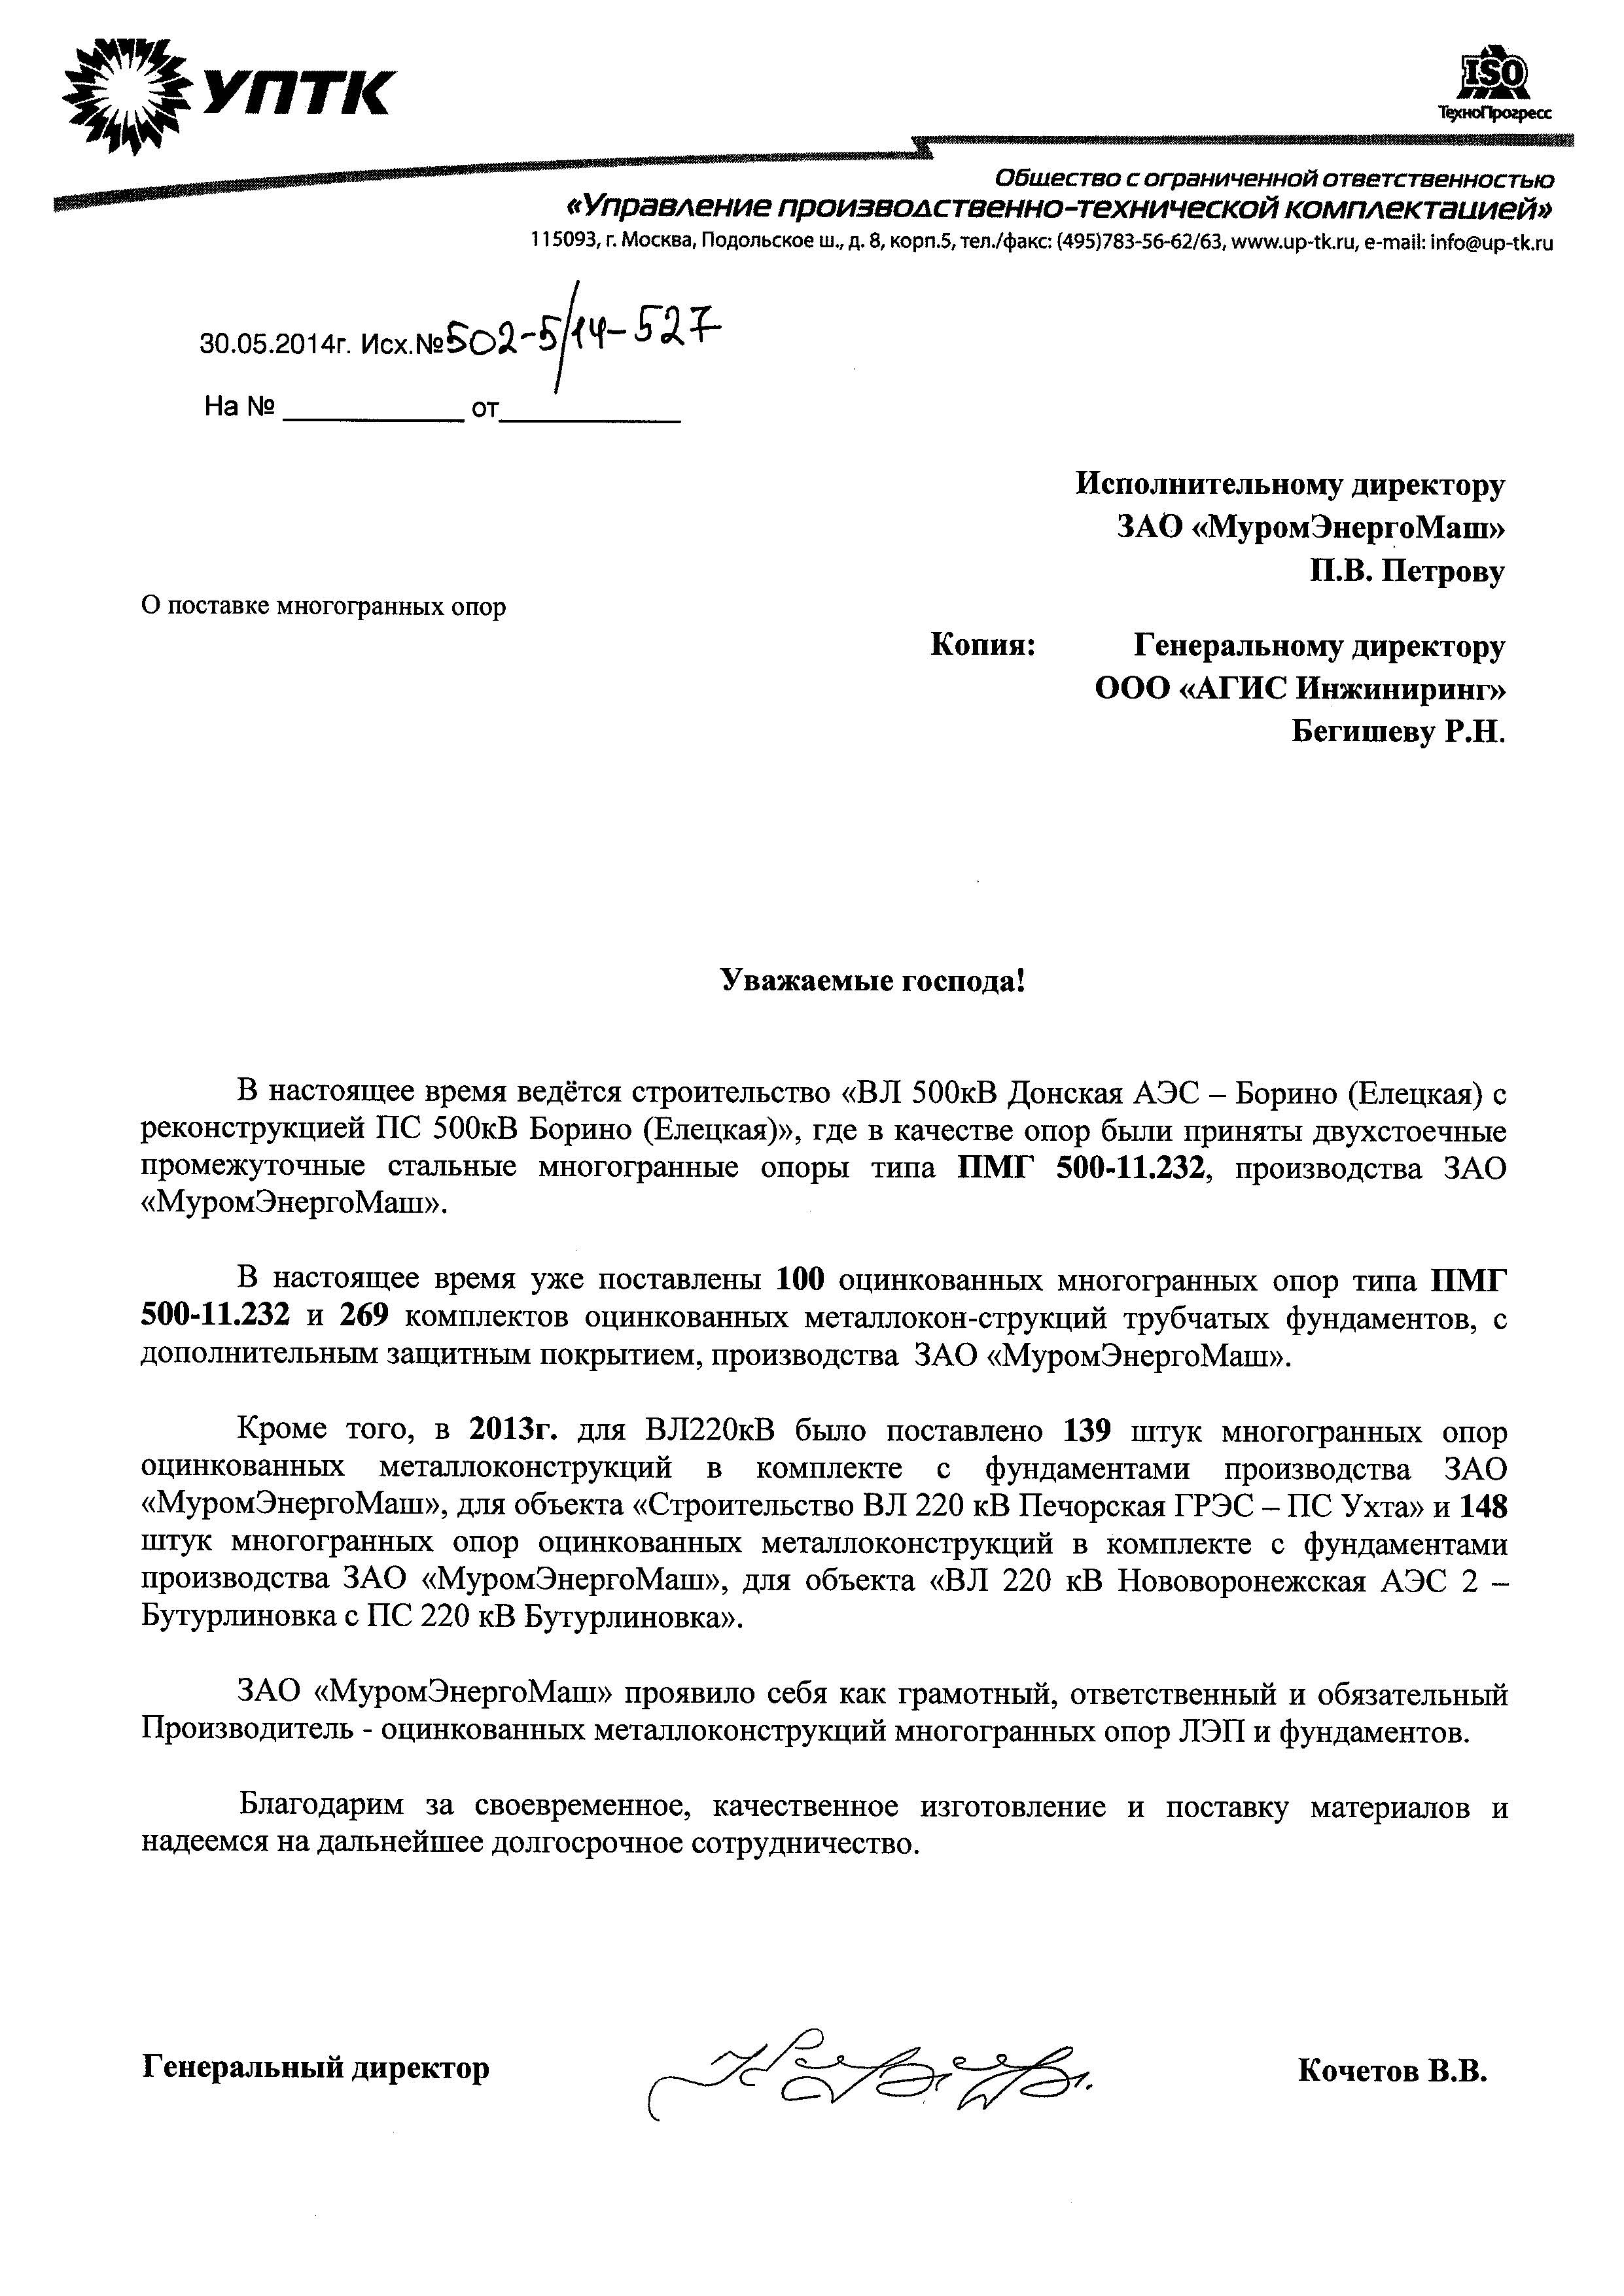 УПТК
ISO
ТехноПрогресс
Общество с ограниченной ответственностью
«Управление производственно-технической комплектацией»
115093, г. Москва, Подольское ш., д. 8, корп.5, тел./факс: (495)783-56-62/63, www.up-tk.ru, e-mail: info@up-tk.ru
30.05.2014г. Исх.№502-5/14-527
На № ____________ от____________
Исполнительному директору
ЗАО «МуромЭнергоМаш»
П.В. Петрову
О поставке многогранных опор
Копия: Генеральному директору
ООО «АГИС Инжиниринг»
Бегишеву Р.Н.
Уважаемые господа!
В настоящее время ведётся строительство «ВЛ 500кВ Донская АЭС – Борино (Елецкая) с
реконструкцией ПС 500кВ Борино (Елецкая)», где в качестве опор были приняты двухстоечные
промежуточные стальные многогранные опоры типа ПМГ 500-11.232, производства ЗАО
«МуромЭнергоМаш».
В настоящее время уже поставлены 100 оцинкованных многогранных опор типа ПМГ
500-11.232 и 269 комплектов оцинкованных металлокон-струкций трубчатых фундаментов, с
дополнительным защитным покрытием, производства ЗАО «МуромЭнергоМаш».
Кроме того, в 2013г. для ВЛ220кВ было поставлено 139 штук многогранных опор
оцинкованных металлоконструкций в комплекте с фундаментами производства ЗАО
«МуромЭнергоМаш», для объекта «Строительство ВЛ 220 кВ Печорская ГРЭС – ПС Ухта» и 148
штук многогранных опор оцинкованных металлоконструкций в комплекте с фундаментами
производства ЗАО «МуромЭнергоМаш», для объекта «ВЛ 220 кВ Нововоронежская АЭС 2 –
Бутурлиновка с ПС 220 кВ Бутурлиновка».
ЗАО «МуромЭнергоМаш» проявило себя как грамотный, ответственный и обязательный
Производитель - оцинкованных металлоконструкций многогранных опор ЛЭП и фундаментов.
Благодарим за своевременное, качественное изготовление и поставку материалов и
надеемся на дальнейшее долгосрочное сотрудничество.
Генеральный директор Кочетов В.В.